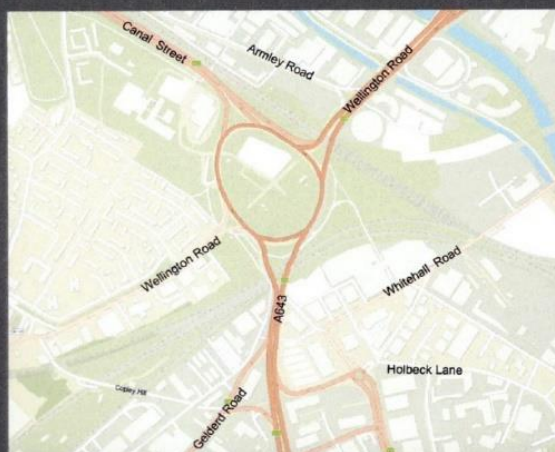 Canal Street
Armley Road
Wellington Road
Wellington Road
Whitehall Road
A643
Holbeck Lane
Copley Hill
Gelderd Road